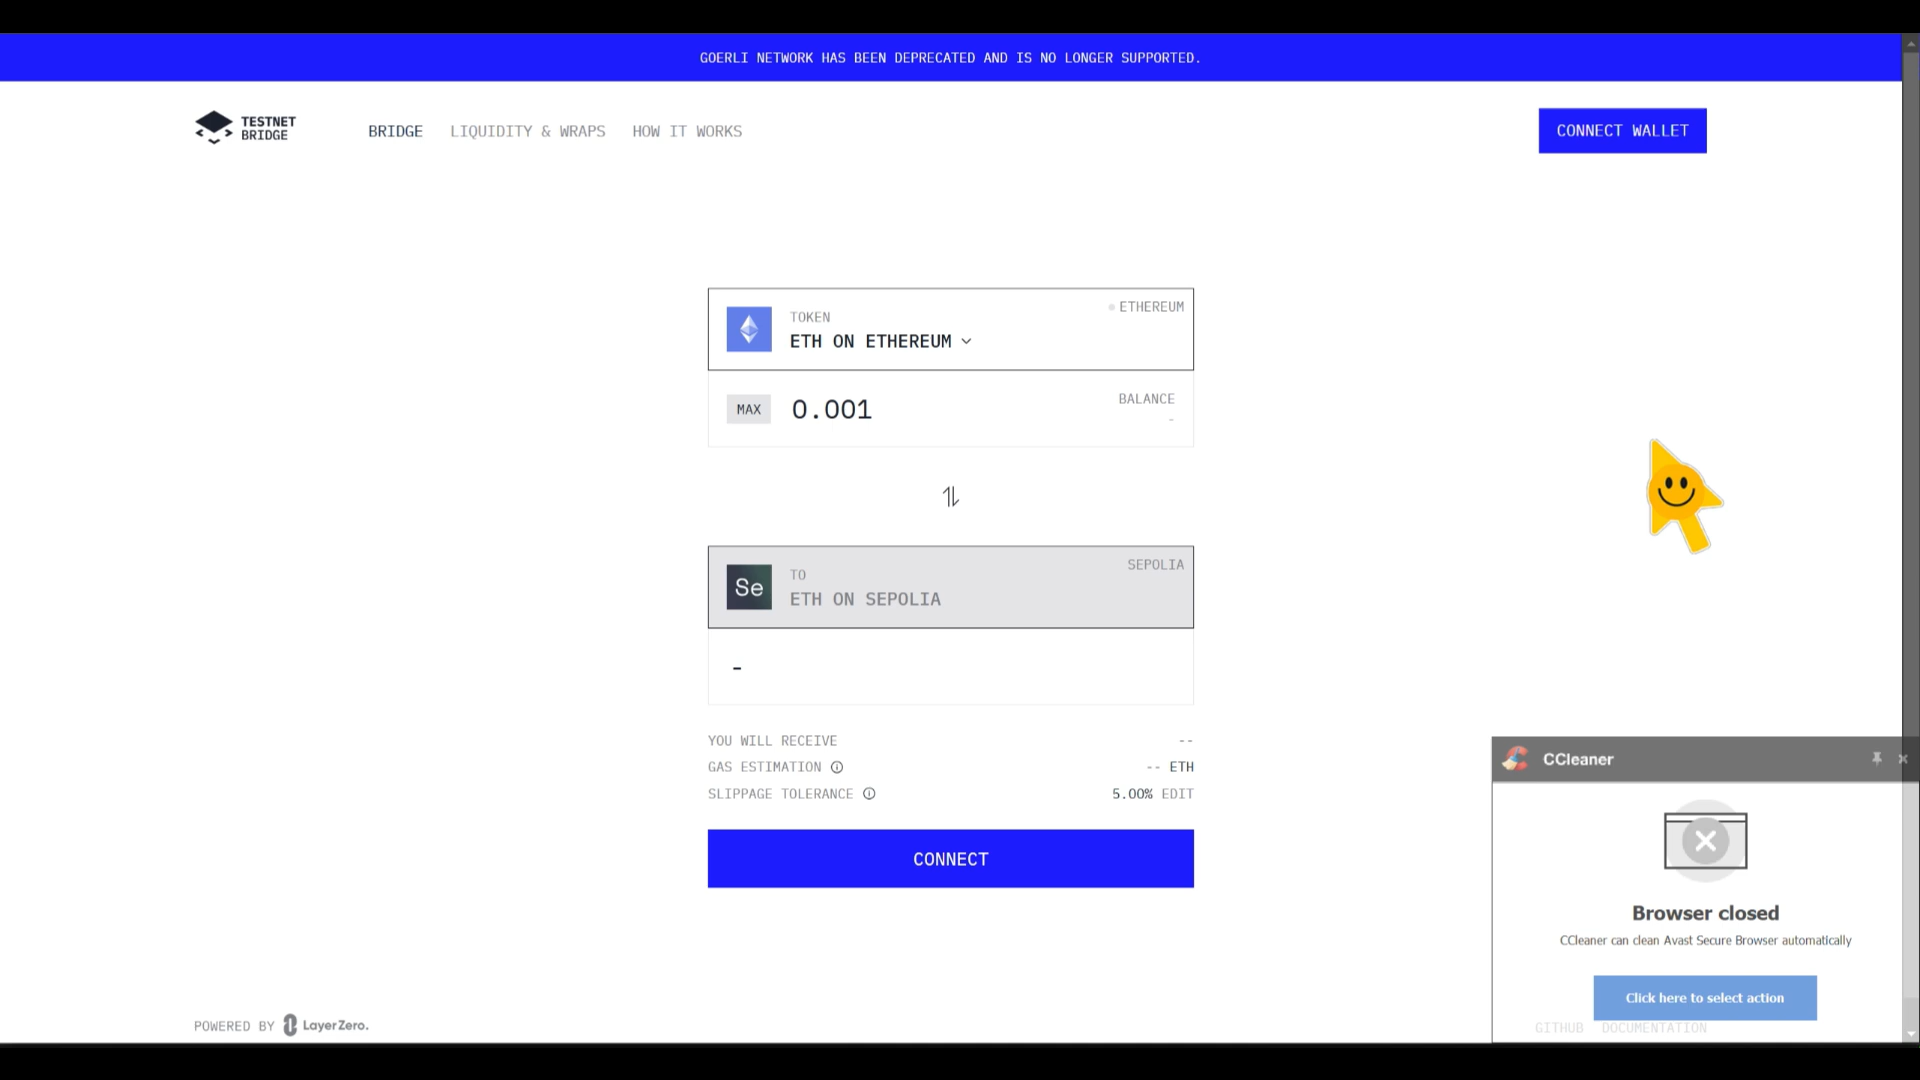 GOERLI NETWORK HAS BEEN DEPRECATED AND IS NO LONGER SUPPORTED.
TESTNET
BRIDGE
BRIDGE
LIQUIDITY & WRAPS
HOW IT WORKS
CONNECT WALLET
TOKEN
ETHEREUM
ETH ON ETHEREUM
MAX
0.001
BALANCE
-
Se
TO
SEPOLIA
ETH ON SEPOLIA
-
YOU WILL RECEIVE --
GAS ESTIMATION -- ETH
SLIPPAGE TOLERANCE 5.00% EDIT
CONNECT
CCleaner
Browser closed
CCleaner can clean Avast Secure Browser automatically
Click here to select action
POWERED BY LayerZero.
GITHUB DOCUMENTATION